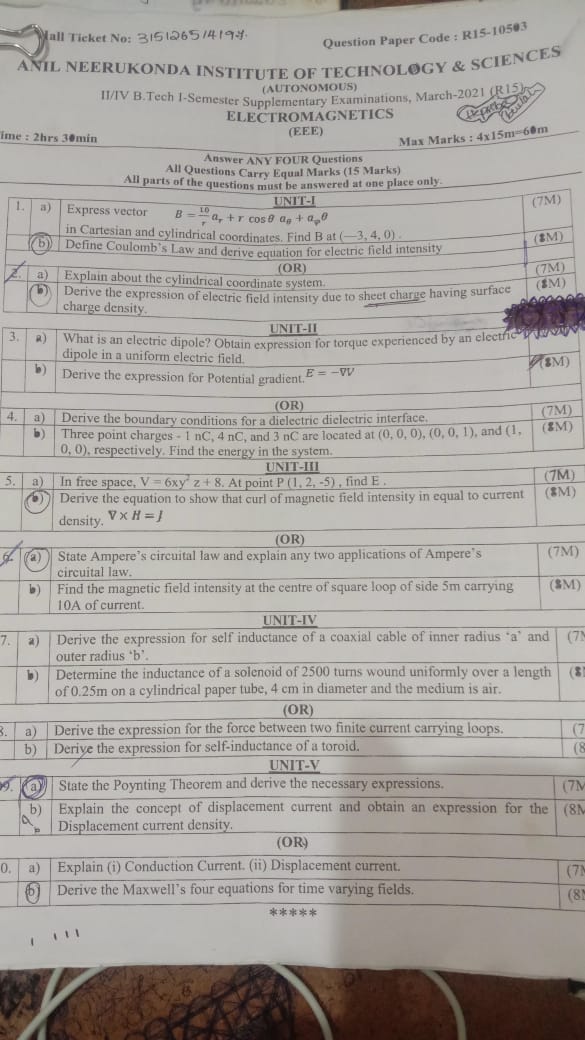 Hall Ticket No:
Question Paper Code : R15-10503
ANIL NEERUKONDA INSTITUTE OF TECHNOLOGY & SCIENCES
(AUTONOMOUS)
II/IV B.Tech I-Semester Supplementary Examinations, March-2021 (R15)
ELECTROMAGNETICS
(EEE)
ime : 2hrs 30min
Max Marks : 4x15m=60m
Answer ANY FOUR Questions
All Questions Carry Equal Marks (15 Marks)
All parts of the questions must be answered at one place only.
UNIT-I
1. a) Express vector B = 10/r a_r + r cos θ a_θ + a_φ θ (7M)
in Cartesian and cylindrical coordinates. Find B at (—3, 4, 0) .
b) Define Coulomb's Law and derive equation for electric field intensity (8M)
(OR)
2. a) Explain about the cylindrical coordinate system. (7M)
b) Derive the expression of electric field intensity due to sheet charge having surface (8M)
charge density.
UNIT-II
3. a) What is an electric dipole? Obtain expression for torque experienced by an electric
dipole in a uniform electric field.
b) Derive the expression for Potential gradient. E = −∇V (8M)
(OR)
4. a) Derive the boundary conditions for a dielectric dielectric interface. (7M)
b) Three point charges - 1 nC, 4 nC, and 3 nC are located at (0, 0, 0), (0, 0, 1), and (1, (8M)
0, 0), respectively. Find the energy in the system.
UNIT-III
5. a) In free space, V = 6xy² z + 8. At point P (1, 2, -5) , find E . (7M)
b) Derive the equation to show that curl of magnetic field intensity in equal to current (8M)
density. ∇ × H = J
(OR)
6. a) State Ampere's circuital law and explain any two applications of Ampere's (7M)
circuital law.
b) Find the magnetic field intensity at the centre of square loop of side 5m carrying (8M)
10A of current.
UNIT-IV
7. a) Derive the expression for self inductance of a coaxial cable of inner radius 'a' and (7M
outer radius 'b'.
b) Determine the inductance of a solenoid of 2500 turns wound uniformly over a length (8
of 0.25m on a cylindrical paper tube, 4 cm in diameter and the medium is air.
(OR)
8. a) Derive the expression for the force between two finite current carrying loops. (7
b) Derive the expression for self-inductance of a toroid. (8
UNIT-V
9. a) State the Poynting Theorem and derive the necessary expressions. (7M
b) Explain the concept of displacement current and obtain an expression for the (8M
Displacement current density.
(OR)
0. a) Explain (i) Conduction Current. (ii) Displacement current. (7M
b) Derive the Maxwell's four equations for time varying fields. (8M
*****